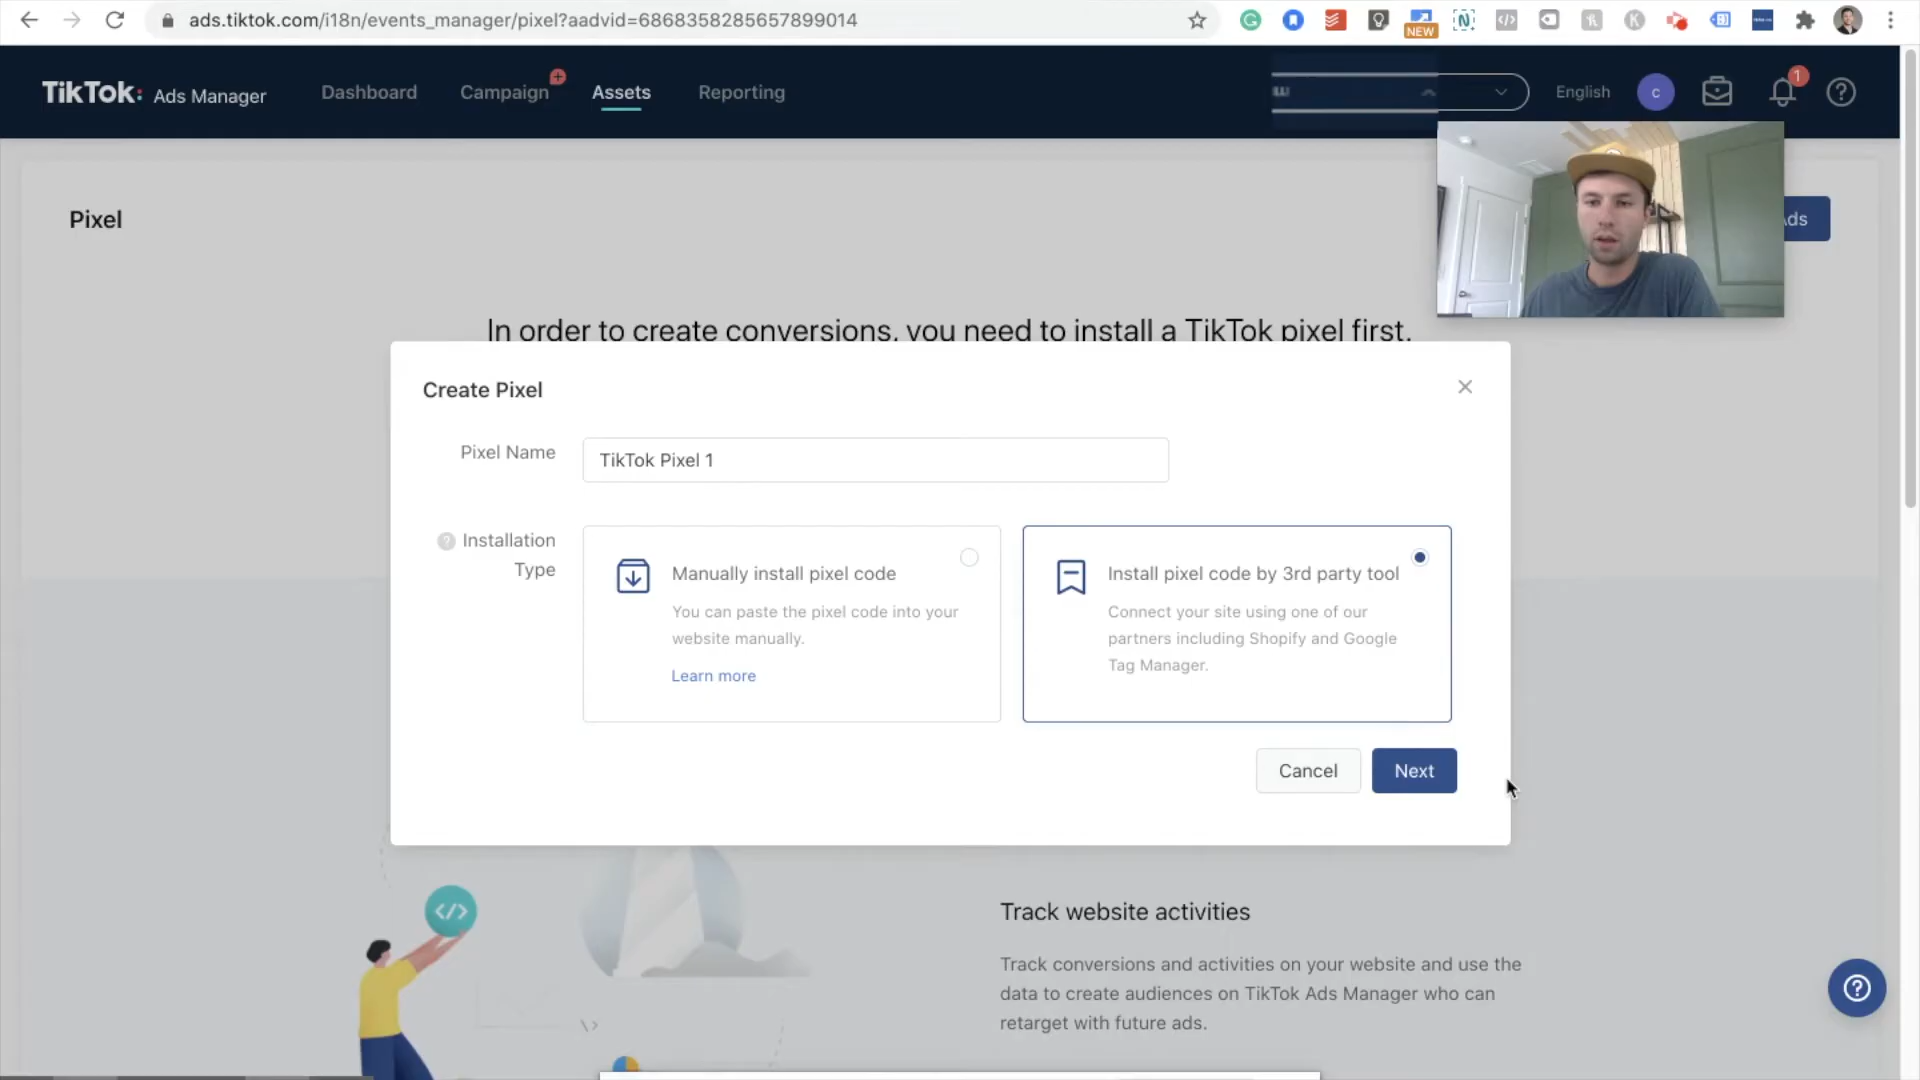 ads.tiktok.com/i18n/events_manager/pixel?aadvid=6868358285657899014
NEW
TikTok: Ads Manager
Dashboard
Campaign
Assets
Reporting
English
c
1
Pixel
Ads
In order to create conversions, you need to install a TikTok pixel first.
Create Pixel
Pixel Name
TikTok Pixel 1
Installation
Type
Manually install pixel code
You can paste the pixel code into your
website manually.
Learn more
Install pixel code by 3rd party tool
Connect your site using one of our
partners including Shopify and Google
Tag Manager.
Cancel
Next
Track website activities
Track conversions and activities on your website and use the
data to create audiences on TikTok Ads Manager who can
retarget with future ads.